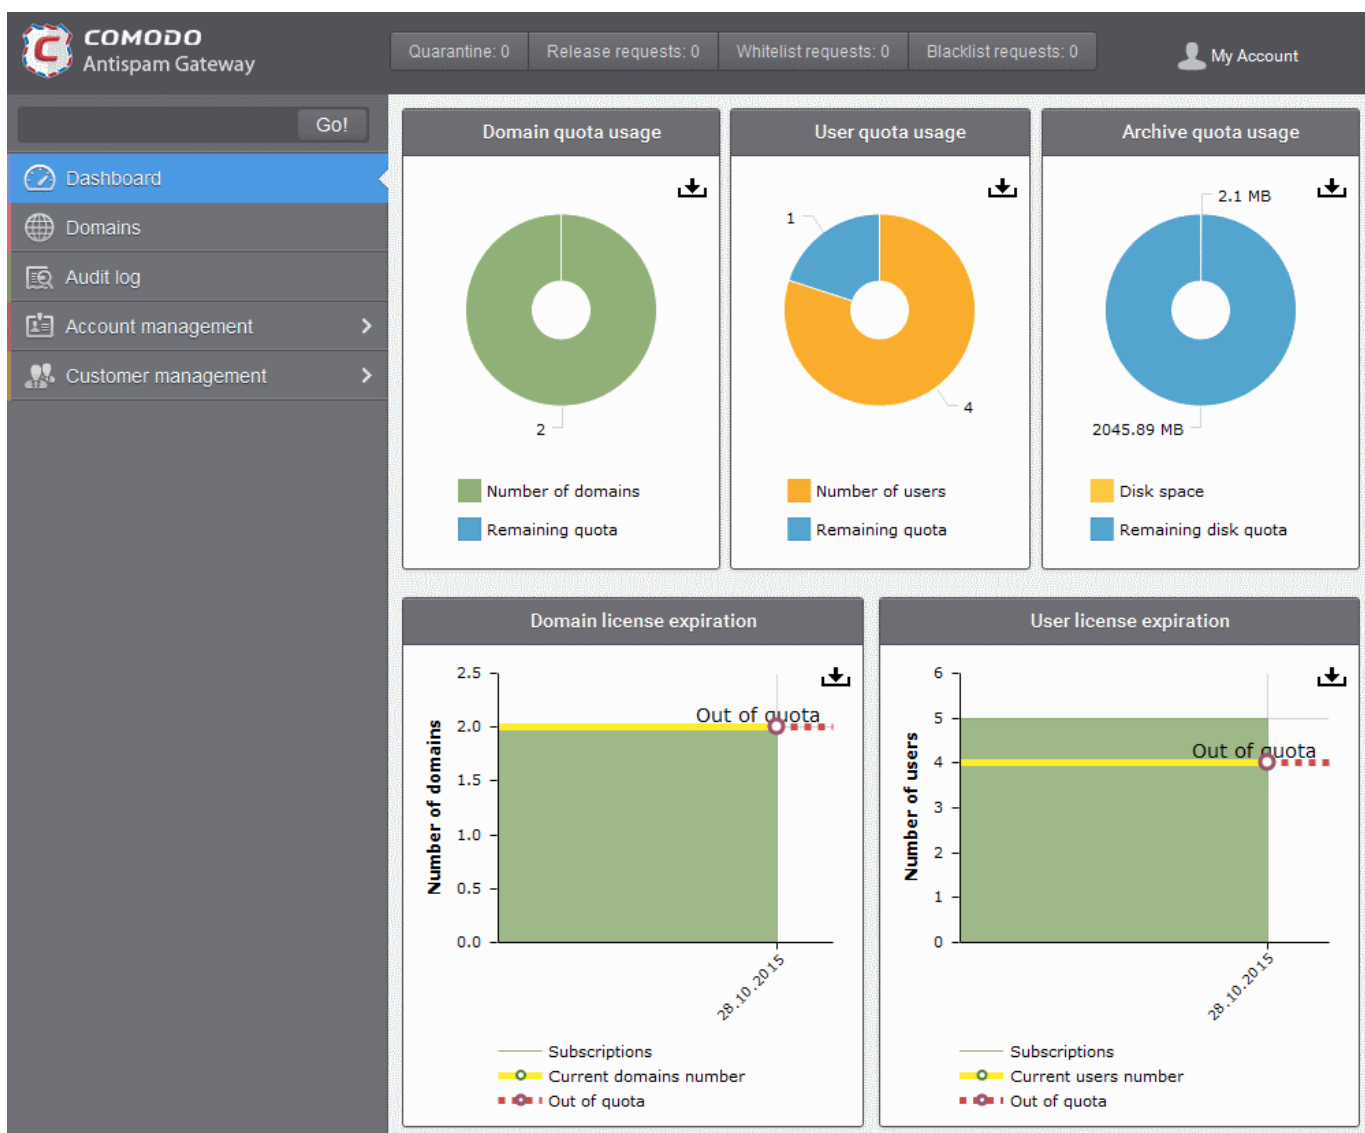 COMODO
Antispam Gateway
Quarantine: 0 Release requests: 0 Whitelist requests: 0 Blacklist requests: 0
My Account
Go!
Dashboard
Domains
Audit log
Account management
Customer management
Domain quota usage
2
Number of domains
Remaining quota
User quota usage
1
4
Number of users
Remaining quota
Archive quota usage
2.1 MB
2045.89 MB
Disk space
Remaining disk quota
Domain license expiration
Number of domains
2.5
2.0
1.5
1.0
0.5
0.0
Out of quota
28.10.2015
Subscriptions
Current domains number
Out of quota
User license expiration
Number of users
6
5
4
3
2
1
0
Out of quota
28.10.2015
Subscriptions
Current users number
Out of quota